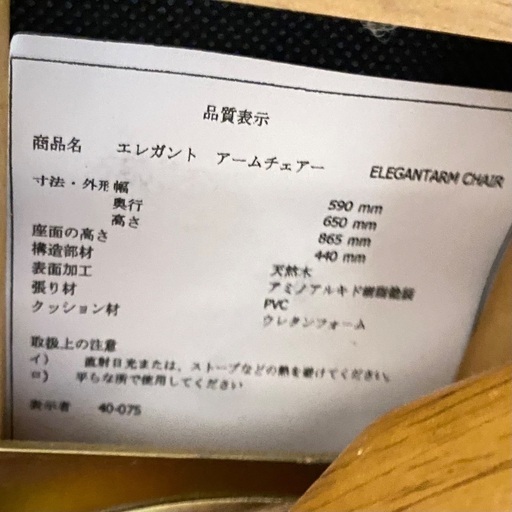 品質表示
商品名 エレガント アームチェアー ELEGANTARM CHAIR
寸法・外形 幅 590 mm
奥行 650 mm
高さ 865 mm
座面の高さ 440 mm
構造部材 天然木
表面加工 アミノアルキド樹脂塗装
張り材 PVC
クッション材 ウレタンフォーム
取扱上の注意
イ) 直射日光または、ストーブなどの熱を避けてください。
ロ) 平らな所で使用してください
表示者 40-075